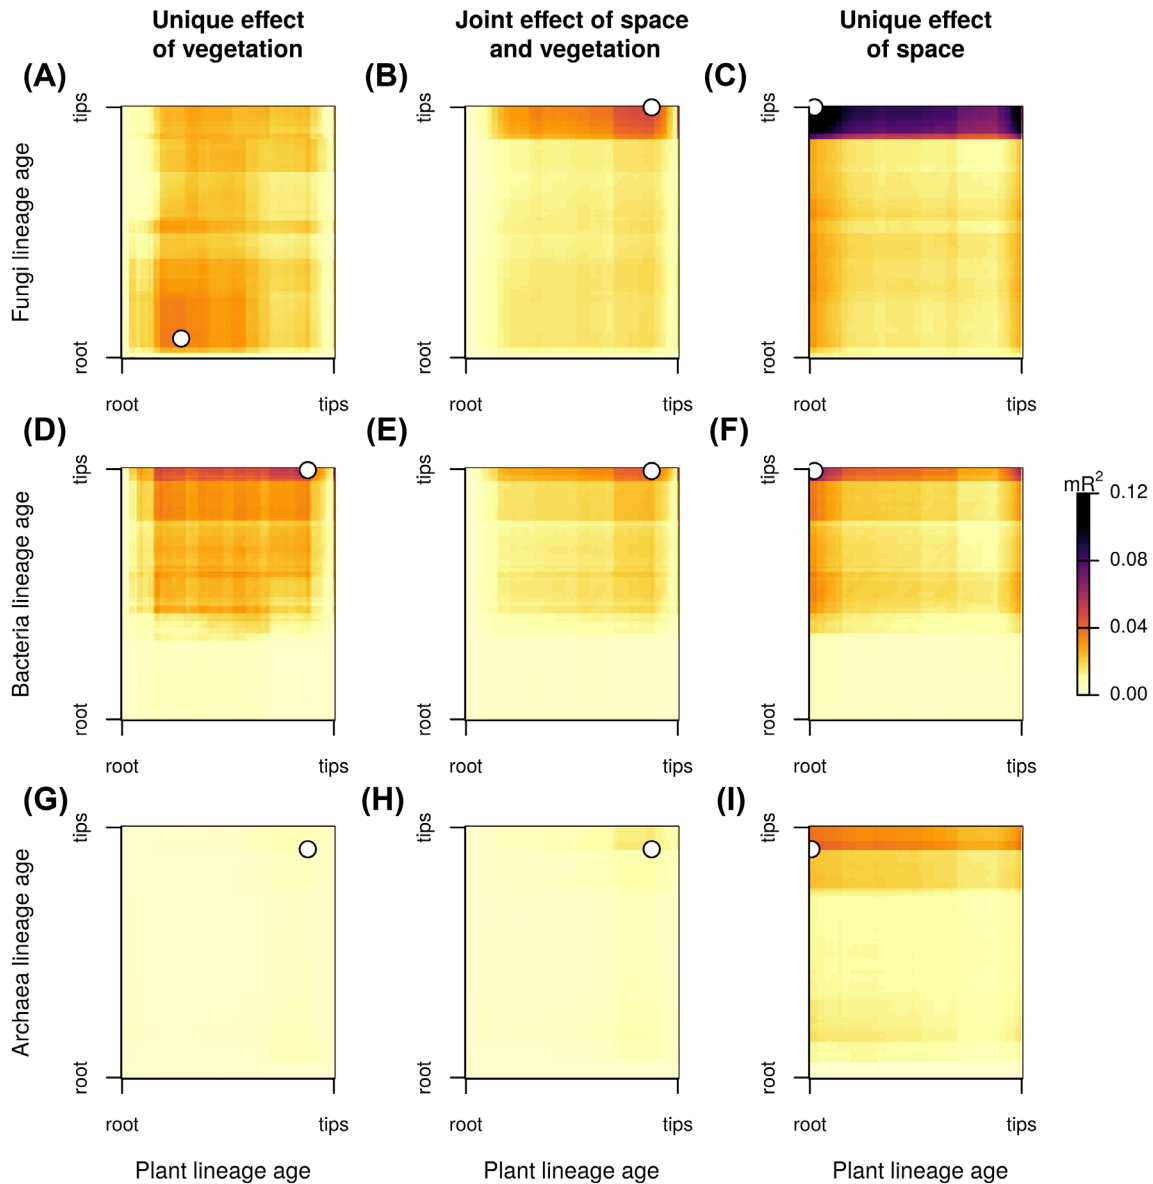 Unique effect
of vegetation
Joint effect of space
and vegetation
Unique effect
of space
(A)
(B)
(C)
Fungi lineage age
tips
root
root
tips
tips
root
root
tips
tips
root
root
tips
(D)
(E)
(F)
Bacteria lineage age
tips
root
root
tips
tips
root
root
tips
tips
root
root
tips
mR²
0.12
0.08
0.04
0.00
(G)
(H)
(I)
Archaea lineage age
tips
root
root
tips
tips
root
root
tips
tips
root
root
tips
Plant lineage age
Plant lineage age
Plant lineage age